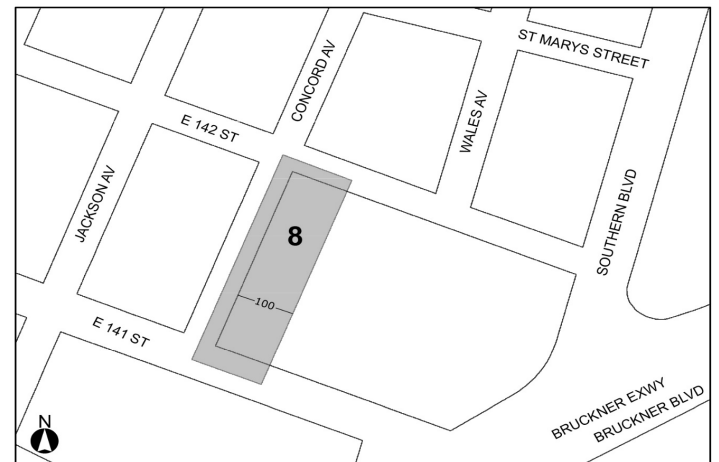 ST MARYS STREET
CONCORD AV
E 142 ST
WALES AV
JACKSON AV
SOUTHERN BLVD
8
100
E 141 ST
BRUCKNER EXWY
BRUCKNER BLVD
N